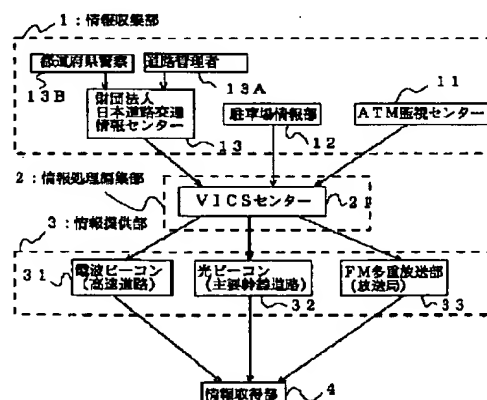 1：情報収集部
都道府県警察
道路管理者
13A
11
13B
財団法人
日本道路交通
情報センター
駐車場情報部
ATM監視センター
13
12
2：情報処理編集部
VICSセンター
3：情報提供部
31
電波ビーコン
(高速道路)
光ビーコン
(主要幹線道路)
FM多重放送部
(放送局)
32
33
情報取得部
4